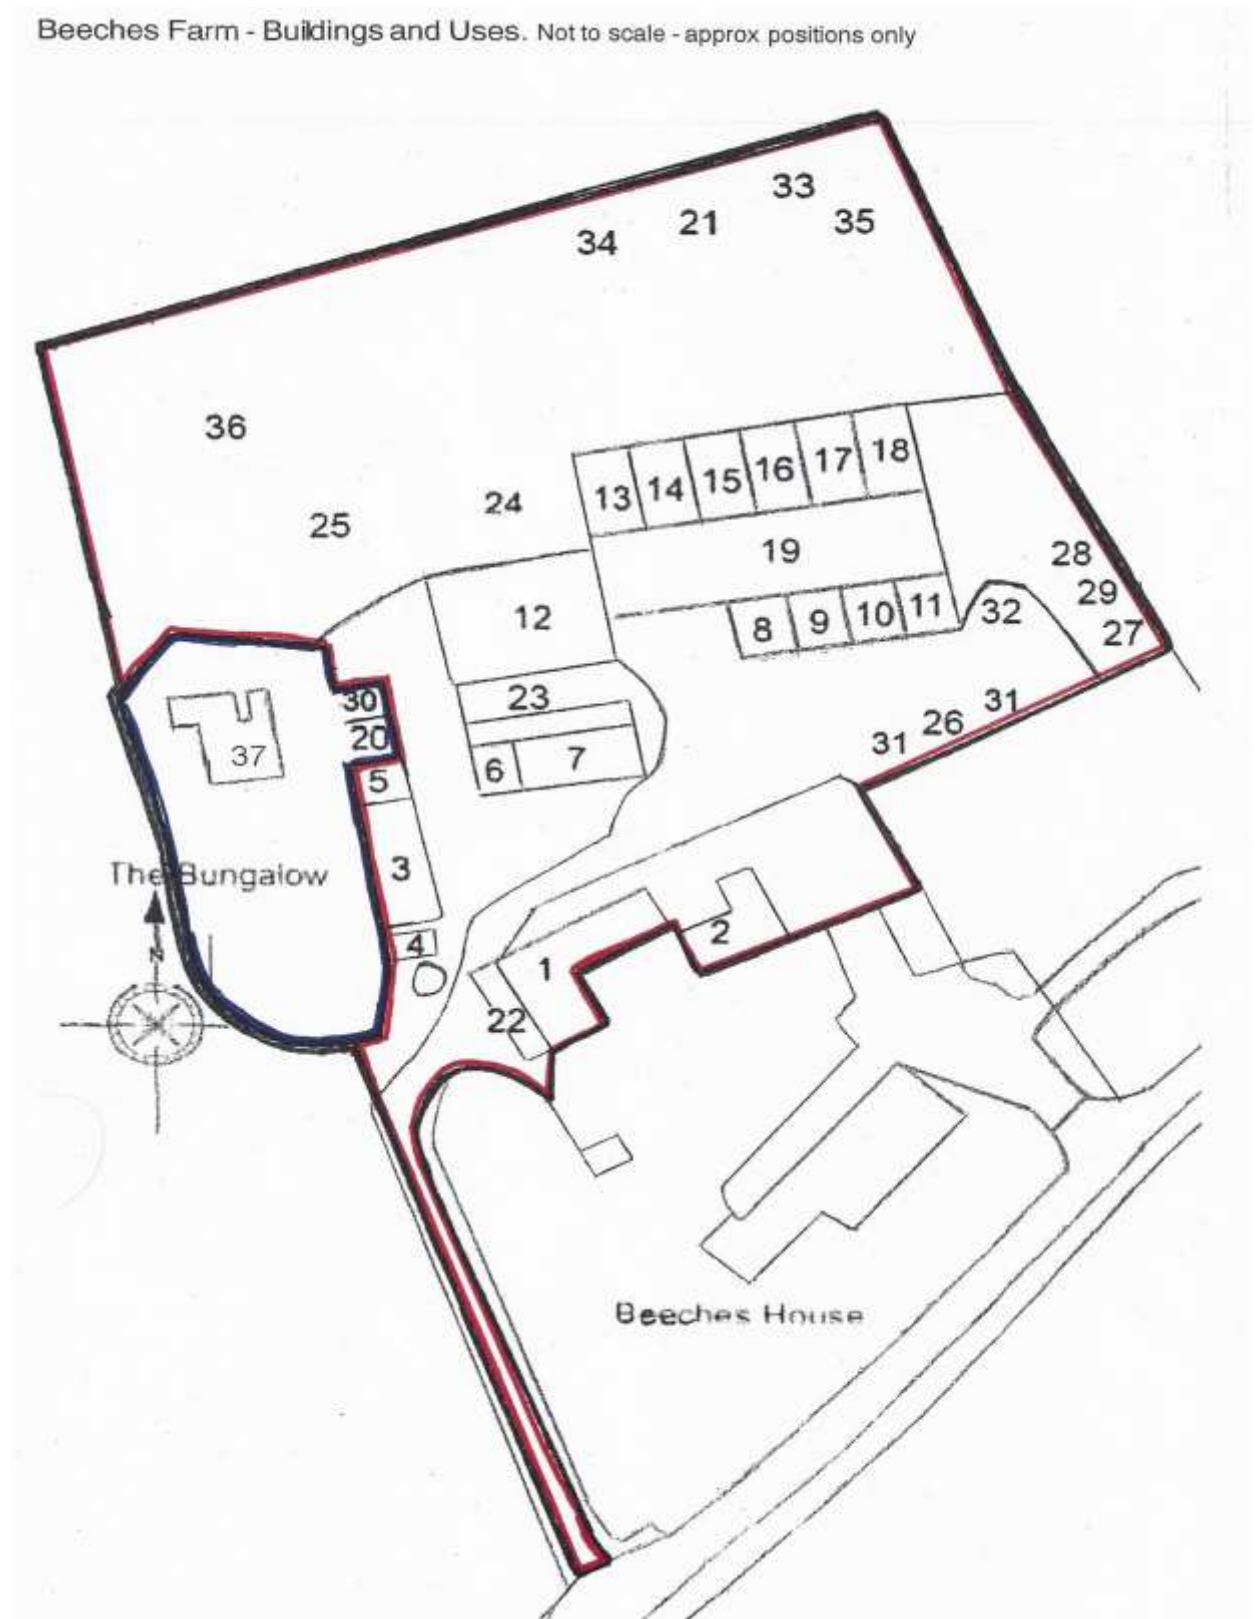 Beeches Farm - Buildings and Uses. Not to scale - approx positions only
33
34 21 35
36
25 24
13 14 15 16 17 18
19
28
29
27
12
8 9 10 11 32
23
30
20
37
5
6 7
31 26 31
The Bungalow
3
4
2
1
22
N
Beeches House